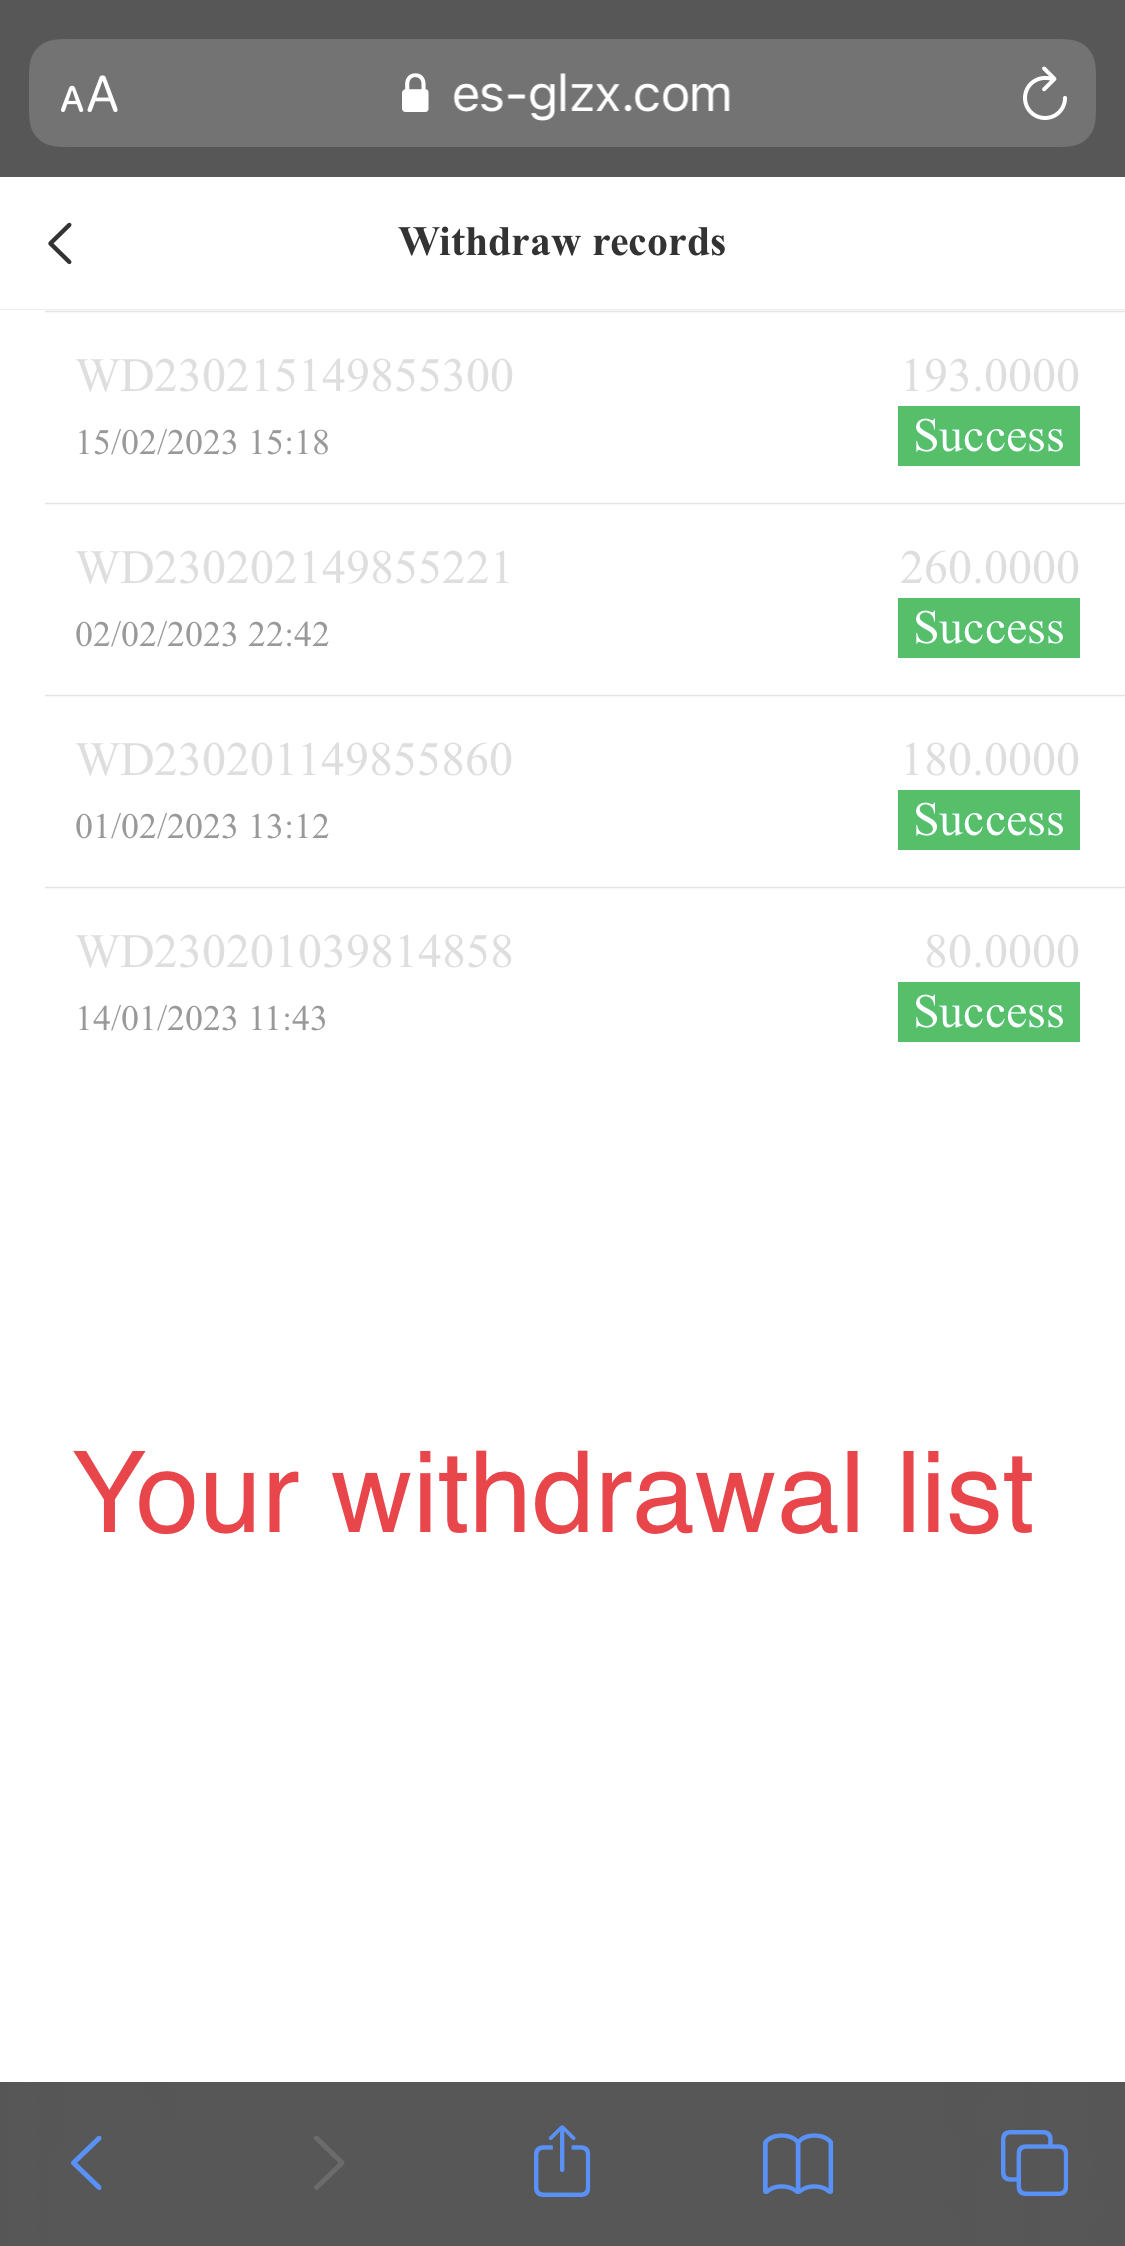 AA es-glzx.com
Withdraw records
WD230215149855300 193.0000
15/02/2023 15:18 Success
WD230202149855221 260.0000
02/02/2023 22:42 Success
WD230201149855860 180.0000
01/02/2023 13:12 Success
WD230201039814858 80.0000
14/01/2023 11:43 Success
Your withdrawal list